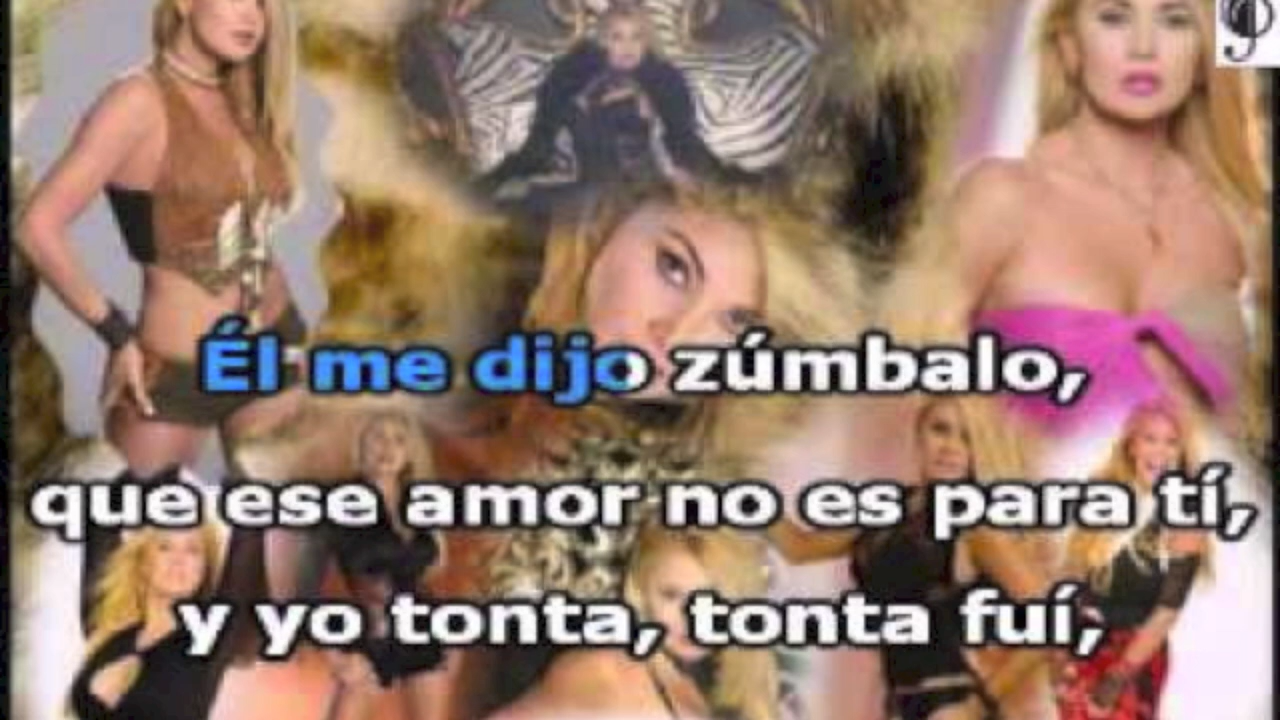 Él me dijo zúmbalo,
que ese amor no es para tí,
y yo tonta, tonta fuí,